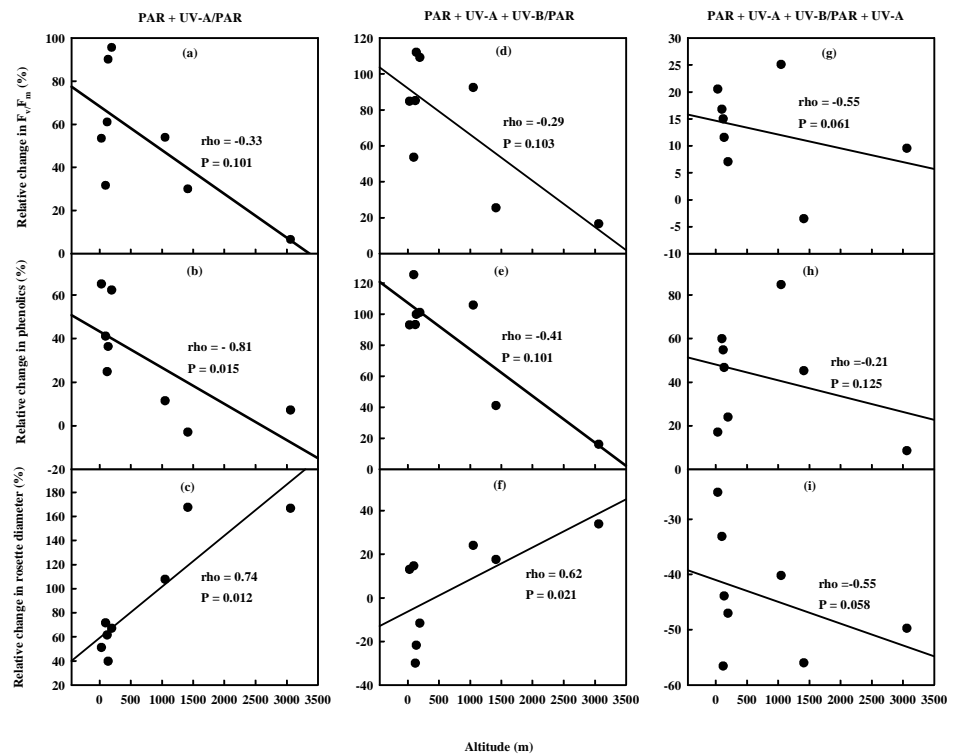 PAR + UV-A/PAR
PAR + UV-A + UV-B/PAR
PAR + UV-A + UV-B/PAR + UV-A
Relative change in Fv/Fm (%)
100
80
60
40
20
0
(a)
rho = -0.33
P = 0.101
120
100
80
60
40
20
0
(d)
rho = -0.29
P = 0.103
30
25
20
15
10
5
0
-5
-10
(g)
rho = -0.55
P = 0.061
Relative change in phenolics (%)
60
40
20
0
-20
(b)
rho = - 0.81
P = 0.015
120
100
80
60
40
20
0
(e)
rho = -0.41
P = 0.101
80
60
40
20
0
(h)
rho =-0.21
P = 0.125
Relative change in rosette diameter (%)
180
160
140
120
100
80
60
40
20
(c)
rho = 0.74
P = 0.012
40
20
0
-20
-40
(f)
rho = 0.62
P = 0.021
-30
-40
-50
-60
(i)
rho =-0.55
P = 0.058
0 500 1000 1500 2000 2500 3000 3500
0 500 1000 1500 2000 2500 3000 3500
0 500 1000 1500 2000 2500 3000 3500
Altitude (m)